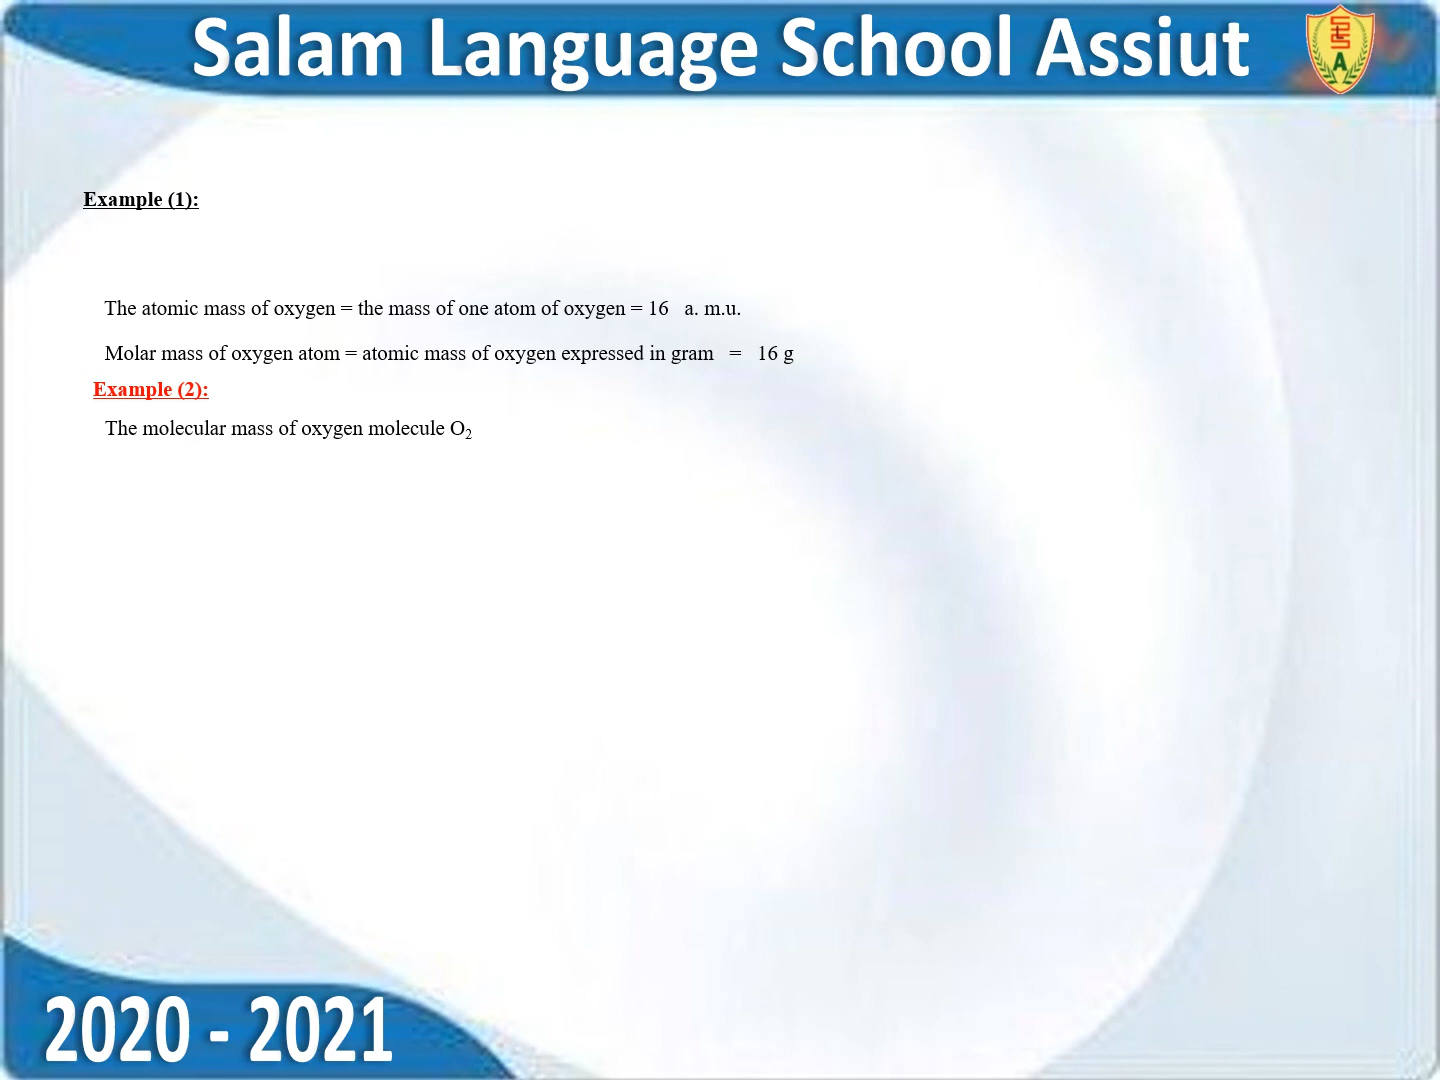 Salam Language School Assiut
Example (1):
The atomic mass of oxygen = the mass of one atom of oxygen = 16   a. m.u.
Molar mass of oxygen atom = atomic mass of oxygen expressed in gram   =   16 g
Example (2):
The molecular mass of oxygen molecule O₂
2020 - 2021